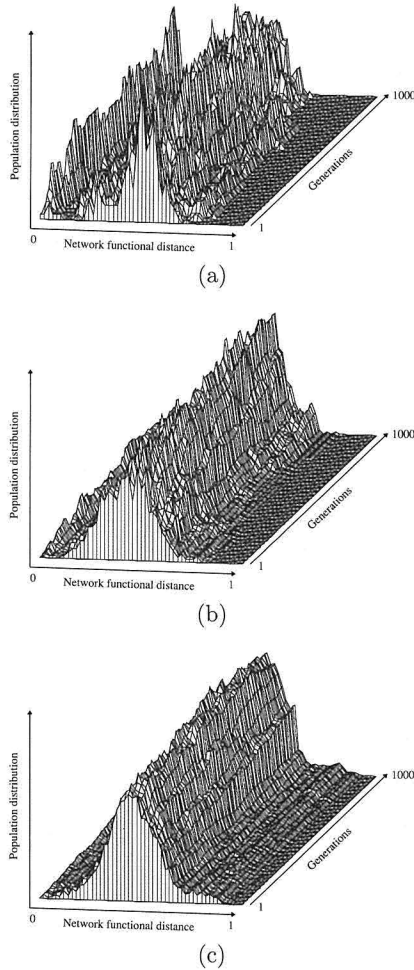 Population distribution
1000
Generations
0
Network functional distance
1
1
(a)
Population distribution
1000
Generations
0
Network functional distance
1
1
(b)
Population distribution
1000
Generations
0
Network functional distance
1
1
(c)